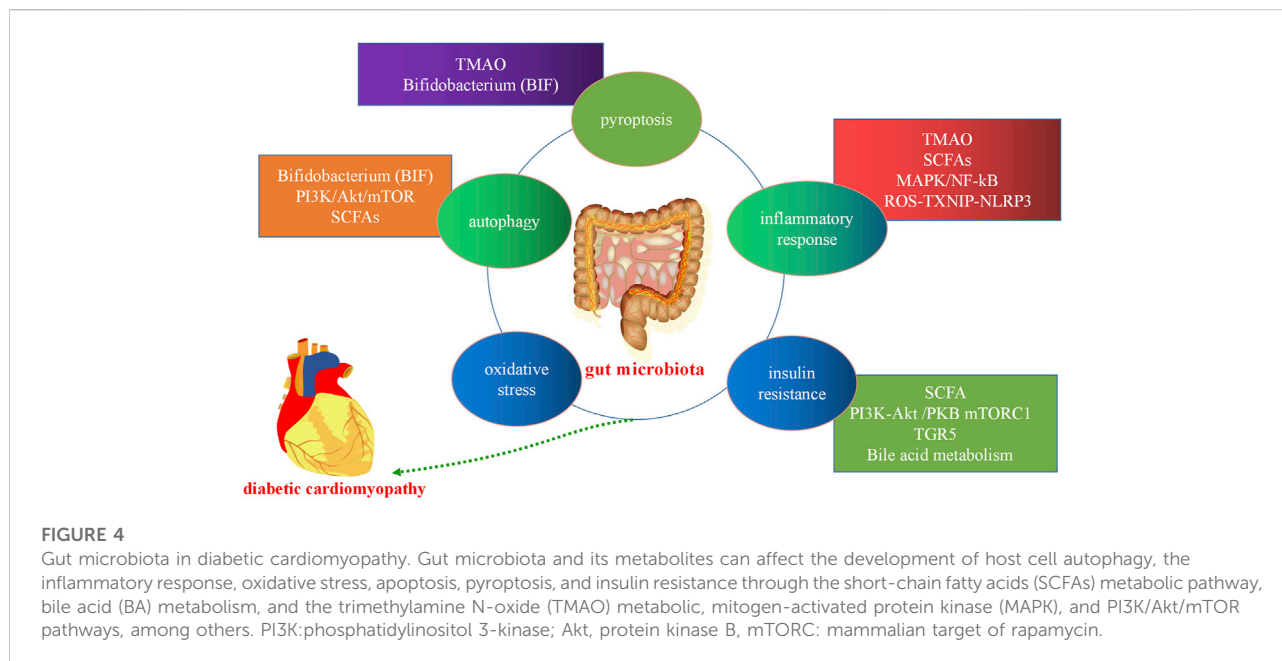 TMAO
Bifidobacterium (BIF)
pyroptosis
TMAO
SCFAs
MAPK/NF-kB
ROS-TXNIP-NLRP3
Bifidobacterium (BIF)
PI3K/Akt/mTOR
SCFAs
autophagy
inflammatory
response
oxidative
stress
gut microbiota
insulin
resistance
SCFA
PI3K-Akt /PKB mTORC1
TGR5
Bile acid metabolism
diabetic cardiomyopathy
FIGURE 4
Gut microbiota in diabetic cardiomyopathy. Gut microbiota and its metabolites can affect the development of host cell autophagy, the
inflammatory response, oxidative stress, apoptosis, pyroptosis, and insulin resistance through the short-chain fatty acids (SCFAs) metabolic pathway,
bile acid (BA) metabolism, and the trimethylamine N-oxide (TMAO) metabolic, mitogen-activated protein kinase (MAPK), and PI3K/Akt/mTOR
pathways, among others. PI3K:phosphatidylinositol 3-kinase; Akt, protein kinase B, mTORC: mammalian target of rapamycin.